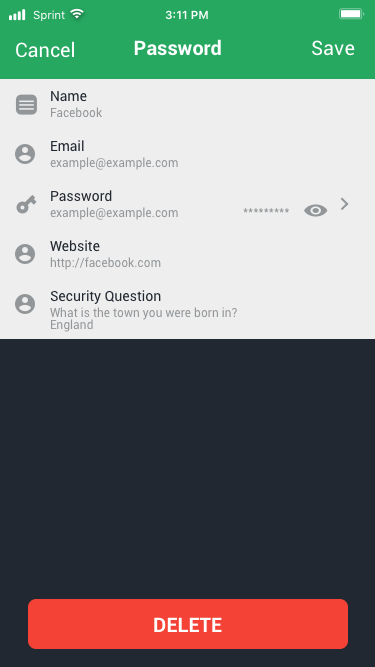 Sprint 3:11 PM
Cancel Password Save
Name
Facebook
Email
example@example.com
Password
example@example.com *********
Website
http://facebook.com
Security Question
What is the town you were born in?
England
DELETE